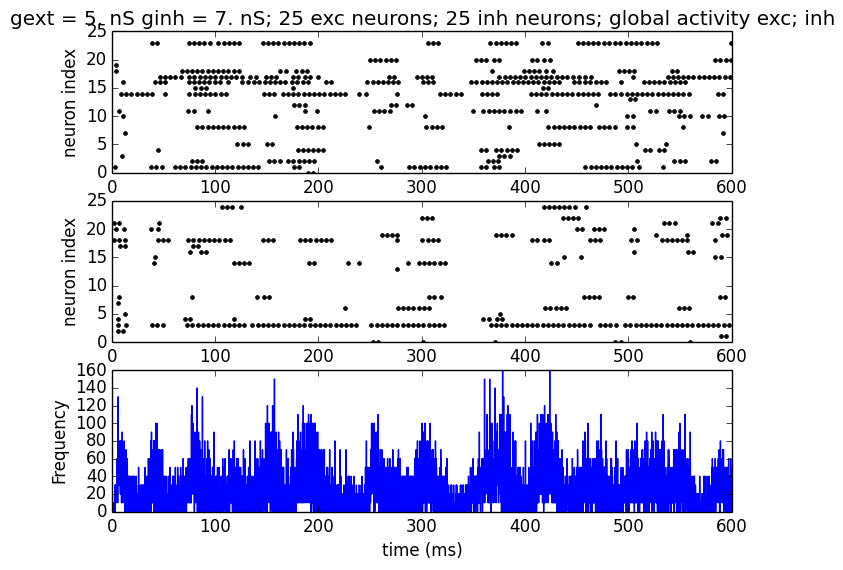 gext = 5. nS ginh = 7. nS; 25 exc neurons; 25 inh neurons; global activity exc; inh
25
20
15
10
5
0
neuron index
0 100 200 300 400 500 600
25
20
15
10
5
0
neuron index
0 100 200 300 400 500 600
160
140
120
100
80
60
40
20
0
Frequency
0 100 200 300 400 500 600
time (ms)